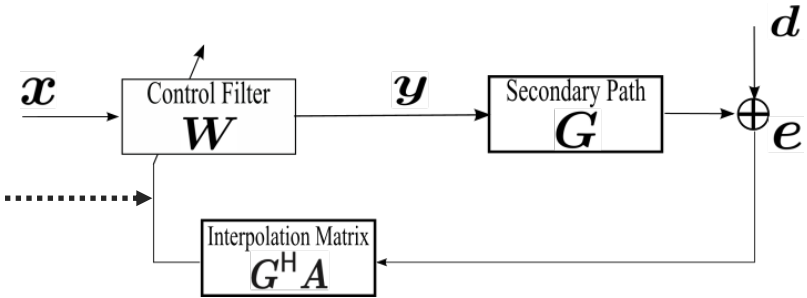 d
x
Control Filter
W
y
Secondary Path
G
e
Interpolation Matrix
G^H A